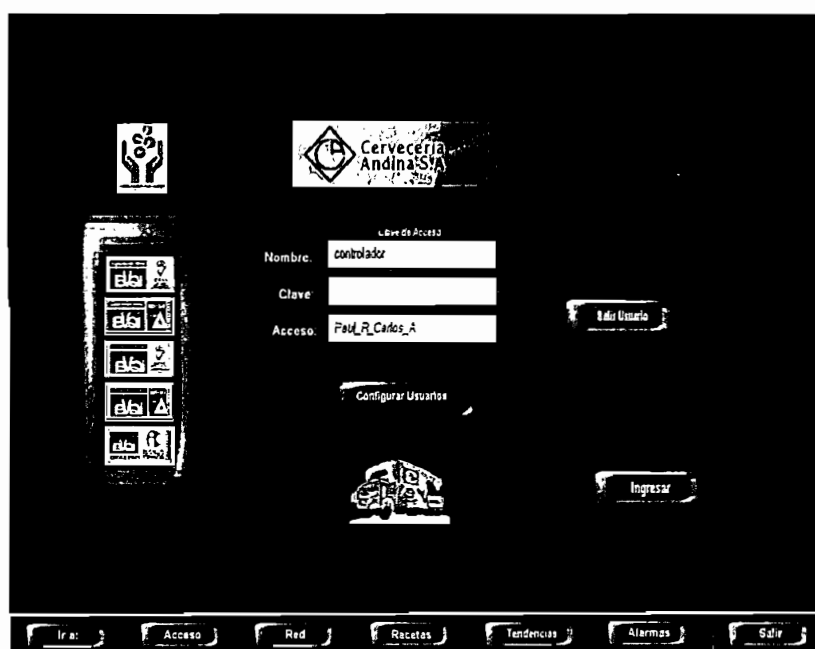 Cervecería
Andina S.A
Clave de Acceso
Nombre:
controlador
Clave:
Acceso:
Paul_R_Carlos_A
Salir Usuario
Configurar Usuarios
Ingresar
Ir a:
Acceso
Red
Recetas
Tendencias
Alarmas
Salir